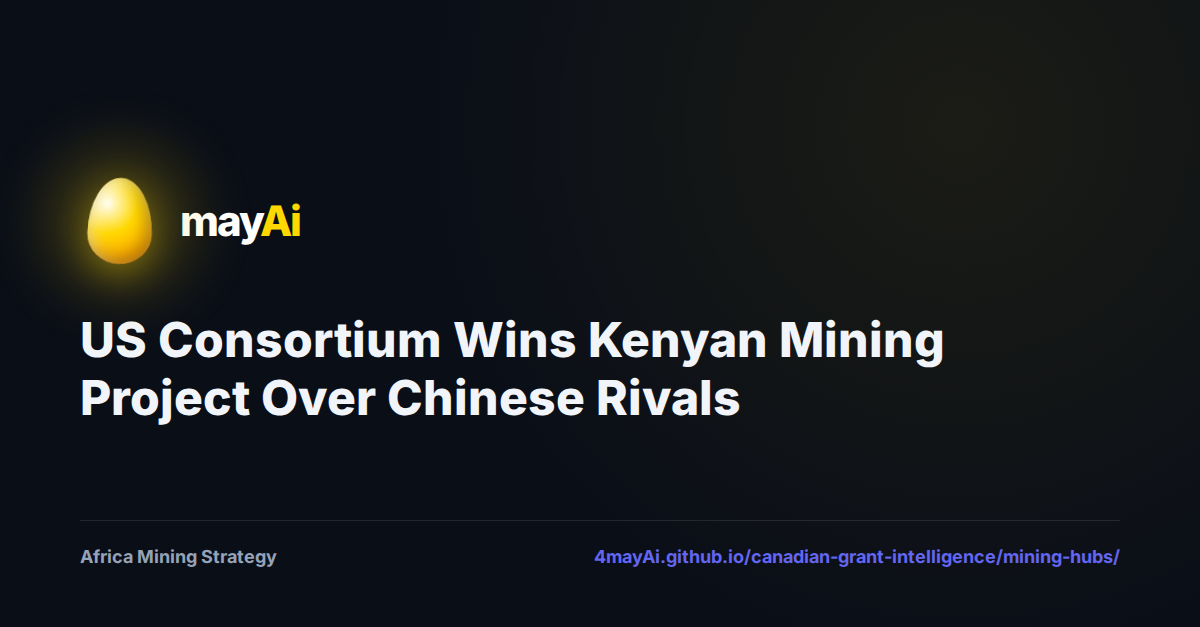 mayAi
US Consortium Wins Kenyan Mining
Project Over Chinese Rivals
Africa Mining Strategy
4mayAi.github.io/canadian-grant-intelligence/mining-hubs/